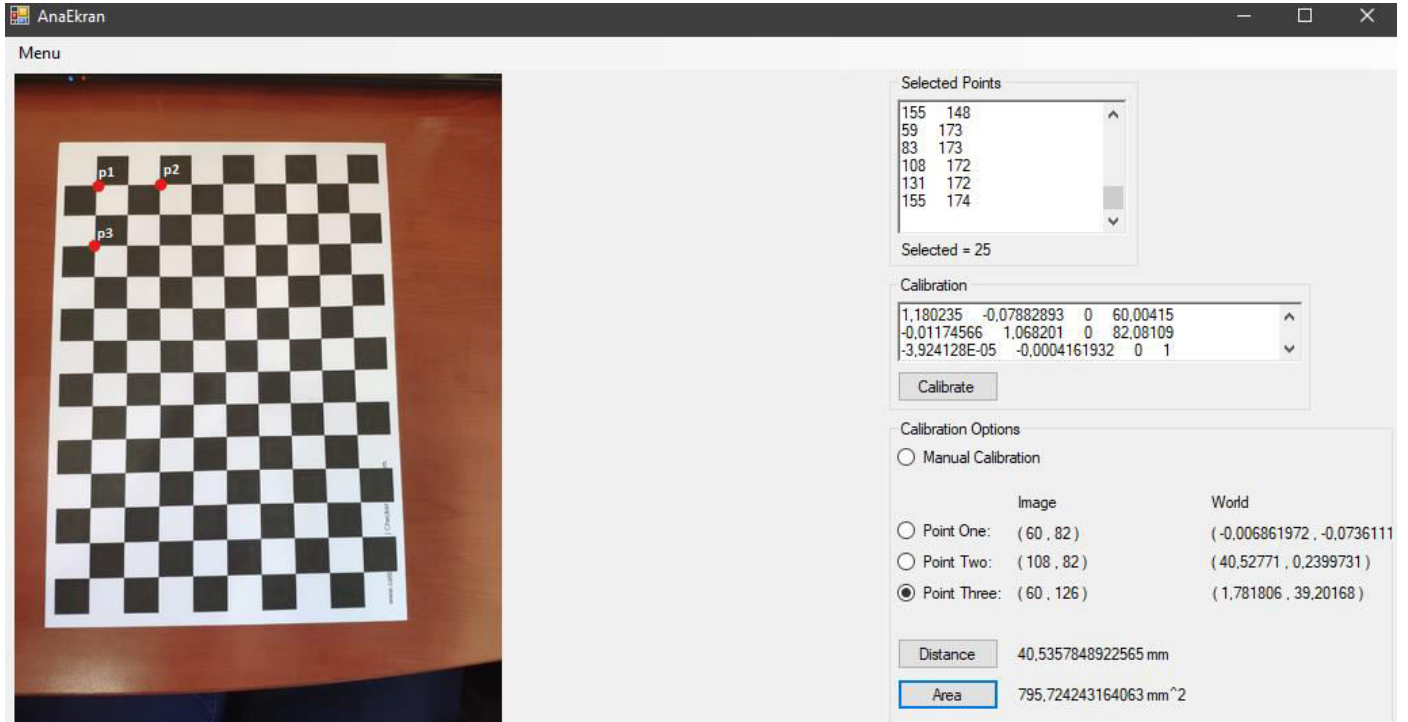 AnaEkran
Menu
p1
p2
p3
Selected Points
155 148
59 173
83 173
108 172
131 172
155 174
Selected = 25
Calibration
1,180235 -0,07882893 0 60,00415
-0,01174566 1,068201 0 82,08109
-3,924128E-05 -0,0004161932 0 1
Calibrate
Calibration Options
Manual Calibration
Image World
Point One: ( 60 , 82 ) ( -0,006861972 , -0,0736111
Point Two: ( 108 , 82 ) ( 40,52771 , 0,2399731 )
Point Three: ( 60 , 126 ) ( 1,781806 , 39,20168 )
Distance 40,5357848922565 mm
Area 795,724243164063 mm^2